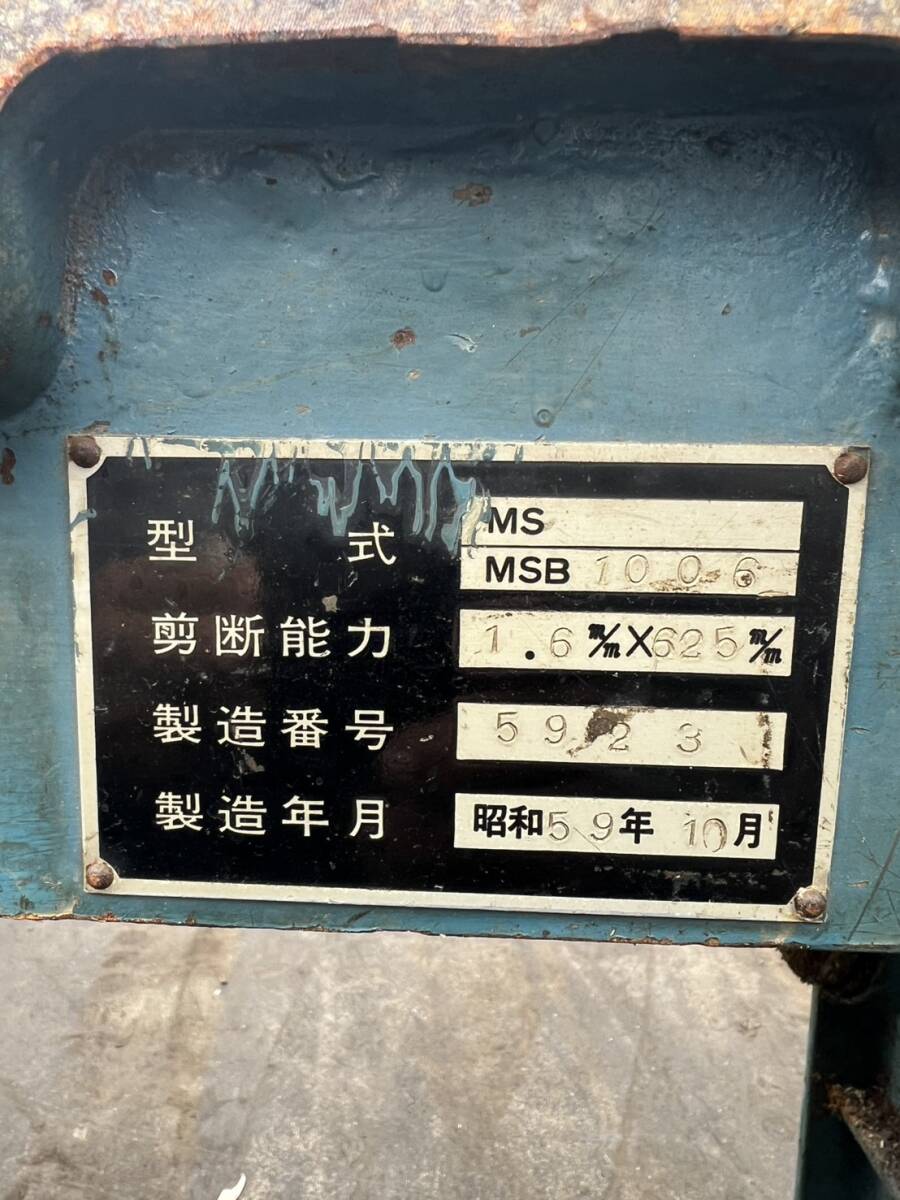 型式 MS
MSB 1006
剪断能力 1.6 m/m X 625 m/m
製造番号 5923
製造年月 昭和59年 10月